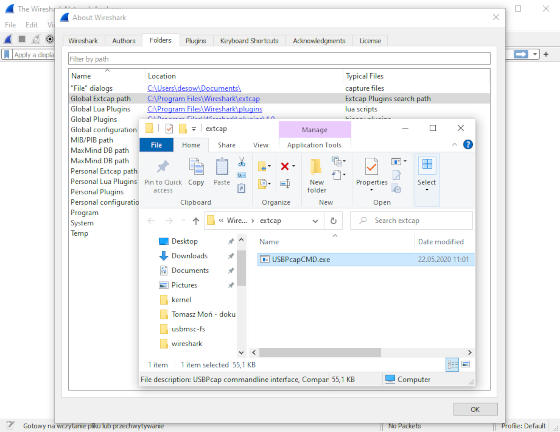 The Wireshark Netw
About Wireshark
File Edit Vi
Apply a displa
Wireshark Authors Folders Plugins Keyboard Shortcuts Acknowledgments License
Filter by path
Name Location Typical Files
"File" dialogs C:\Users\desow\Documents\ capture files
Global Extcap path C:\Program Files\Wireshark\extcap Extcap Plugins search path
Global Lua Plugins C:\Program Files\Wireshark\plugins lua scripts
Global Plugins
Global configuration
MIB/PIB path
MaxMind DB path
MaxMind DB path
Personal Extcap path
Personal Lua Plugins
Personal Plugins
Personal configuratio
Program
System
Temp
extcap Manage
File Home Share View Application Tools
Pin to Quick access
Copy
Paste
New folder
Properties
Select
Clipboard Organize New Open
« Wire... › extcap
Search extcap
Desktop
Downloads
Documents
Pictures
kernel
Tomasz Moń - doku
usbmsc-fs
wireshark
Name Date modified
USBPcapCMD.exe 22.05.2020 11:01
1 item 1 item selected 55,1 KB
File description: USBPcap commandline interface, Compar 55,1 KB Computer
OK
Gotowy na wczytanie pliku lub przechwytywanie No Packets Profile: Default